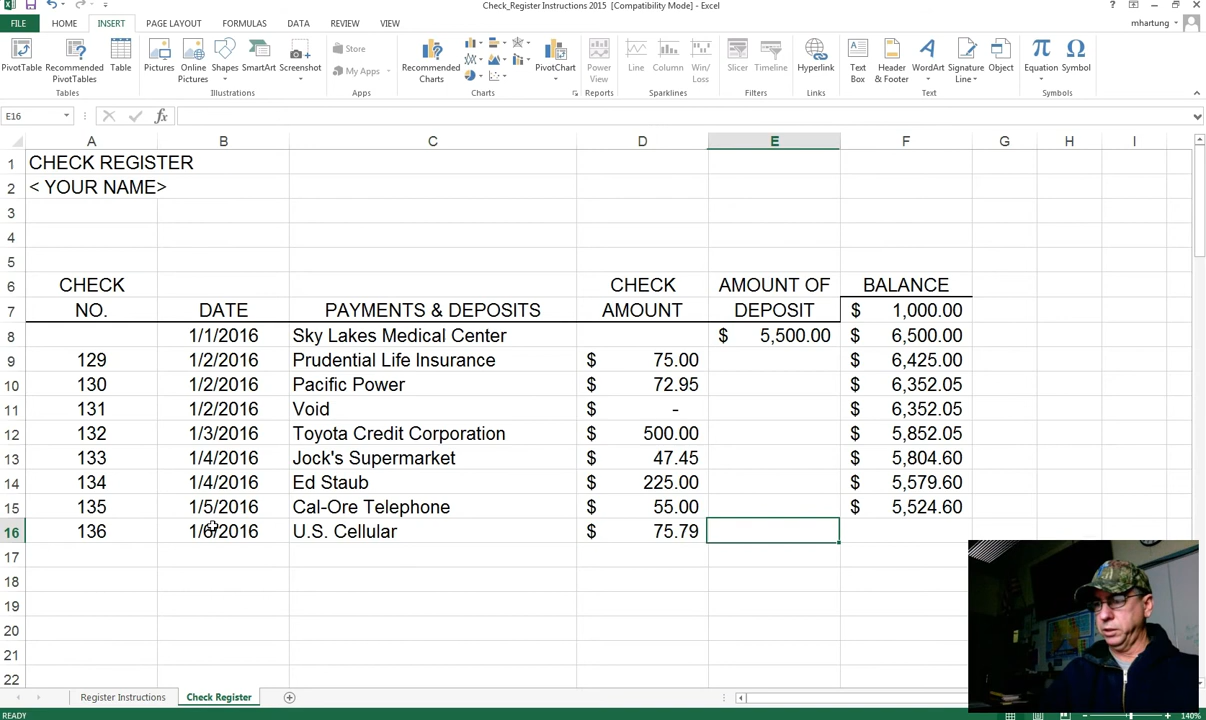 Check_Register Instructions 2015 [Compatibility Mode] - Excel
FILE HOME INSERT PAGE LAYOUT FORMULAS DATA REVIEW VIEW mhartung
PivotTable Recommended PivotTables Table Pictures Online Pictures Shapes SmartArt Screenshot Store My Apps Recommended Charts PivotChart Power View Line Column Win/Loss Slicer Timeline Hyperlink Text Box Header & Footer WordArt Signature Line Object Equation Symbol
Tables Illustrations Apps Charts Reports Sparklines Filters Links Text Symbols
E16 fx
A B C D E F G H I
1 CHECK REGISTER
2 < YOUR NAME>
3
4
5
6 CHECK CHECK AMOUNT OF BALANCE
7 NO. DATE PAYMENTS & DEPOSITS AMOUNT DEPOSIT $ 1,000.00
8 1/1/2016 Sky Lakes Medical Center $ 5,500.00 $ 6,500.00
9 129 1/2/2016 Prudential Life Insurance $ 75.00 $ 6,425.00
10 130 1/2/2016 Pacific Power $ 72.95 $ 6,352.05
11 131 1/2/2016 Void $ - $ 6,352.05
12 132 1/3/2016 Toyota Credit Corporation $ 500.00 $ 5,852.05
13 133 1/4/2016 Jock's Supermarket $ 47.45 $ 5,804.60
14 134 1/4/2016 Ed Staub $ 225.00 $ 5,579.60
15 135 1/5/2016 Cal-Ore Telephone $ 55.00 $ 5,524.60
16 136 1/6/2016 U.S. Cellular $ 75.79
17
18
19
20
21
22
Register Instructions Check Register
READY 140%